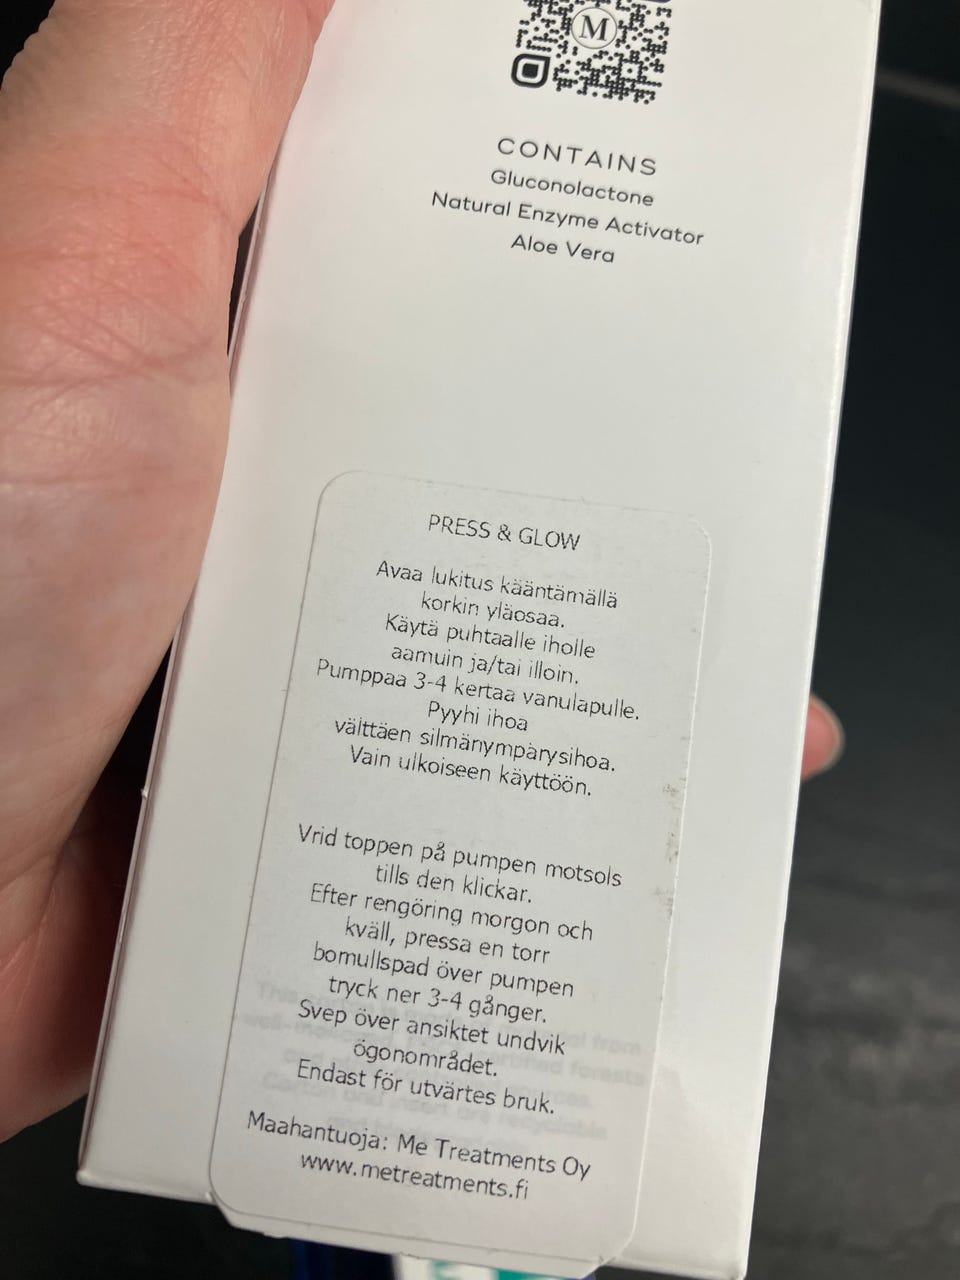 M
CONTAINS
Gluconolactone
Natural Enzyme Activator
Aloe Vera
PRESS & GLOW
Avaa lukitus kääntämällä
korkin yläosaa.
Käytä puhtaalle iholle
aamuin ja/tai illoin.
Pumppaa 3-4 kertaa vanulapulle.
Pyyhi ihoa
välttäen silmänympärysihoa.
Vain ulkoiseen käyttöön.
Vrid toppen på pumpen motsols
tills den klickar.
Efter rengöring morgon och
kväll, pressa en torr
bomullspad över pumpen
tryck ner 3-4 gånger.
Svep över ansiktet undvik
ögonområdet.
Endast för utvärtes bruk.
Maahantuoja: Me Treatments Oy
www.metreatments.fi